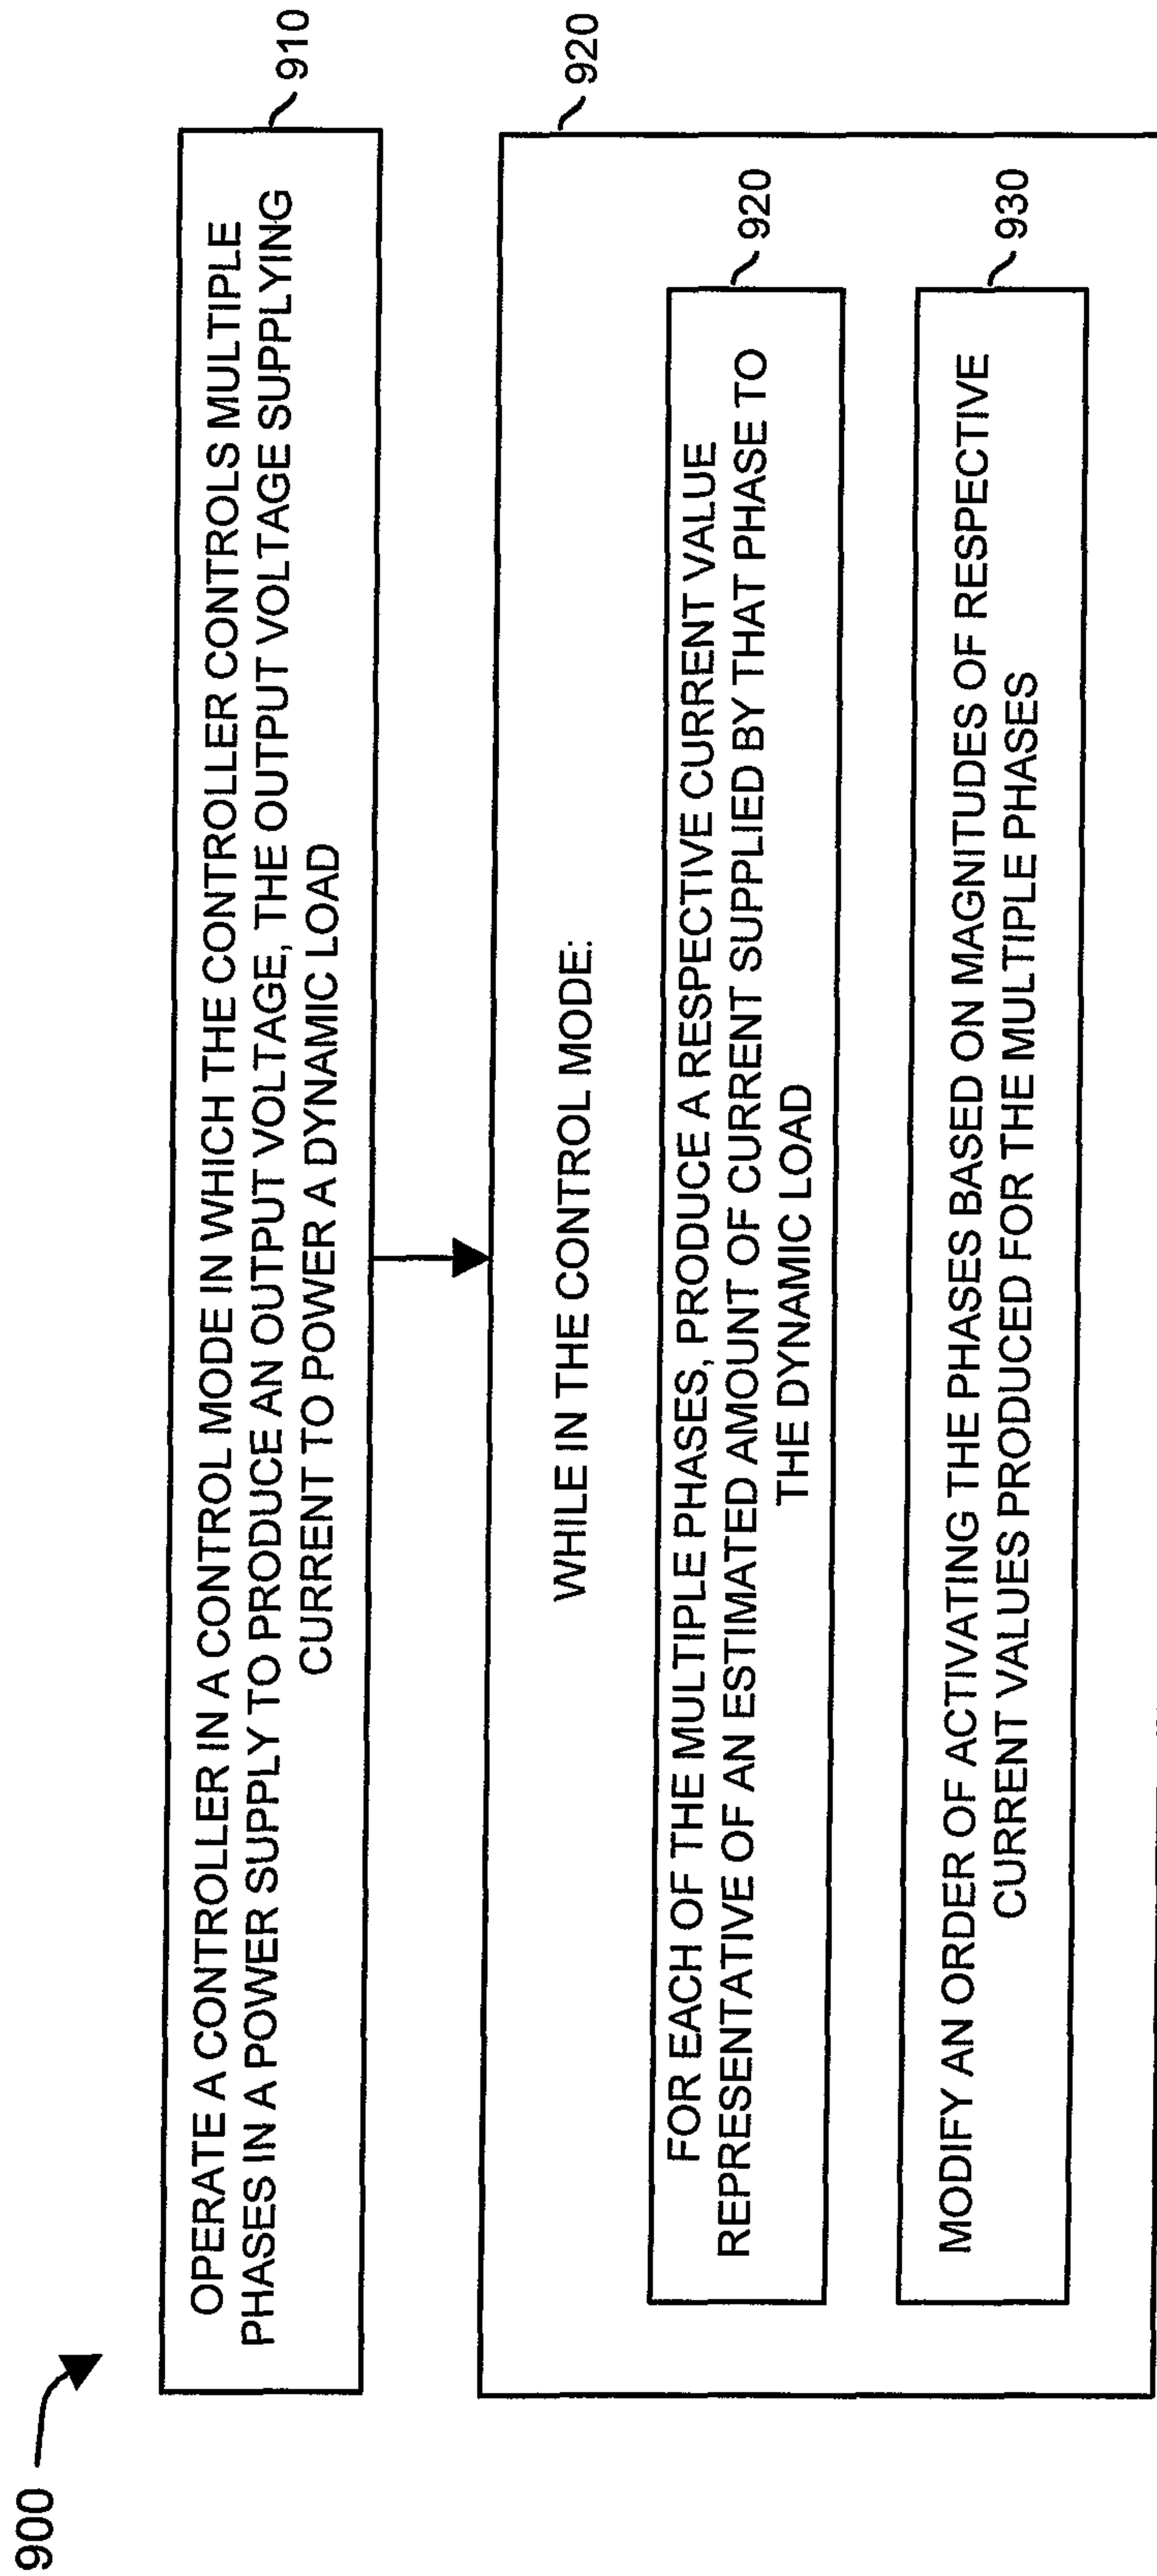 900
OPERATE A CONTROLLER IN A CONTROL MODE IN WHICH THE CONTROLLER CONTROLS MULTIPLE
PHASES IN A POWER SUPPLY TO PRODUCE AN OUTPUT VOLTAGE, THE OUTPUT VOLTAGE SUPPLYING
CURRENT TO POWER A DYNAMIC LOAD
910
920
WHILE IN THE CONTROL MODE:
FOR EACH OF THE MULTIPLE PHASES, PRODUCE A RESPECTIVE CURRENT VALUE
REPRESENTATIVE OF AN ESTIMATED AMOUNT OF CURRENT SUPPLIED BY THAT PHASE TO
THE DYNAMIC LOAD
920
MODIFY AN ORDER OF ACTIVATING THE PHASES BASED ON MAGNITUDES OF RESPECTIVE
CURRENT VALUES PRODUCED FOR THE MULTIPLE PHASES
930